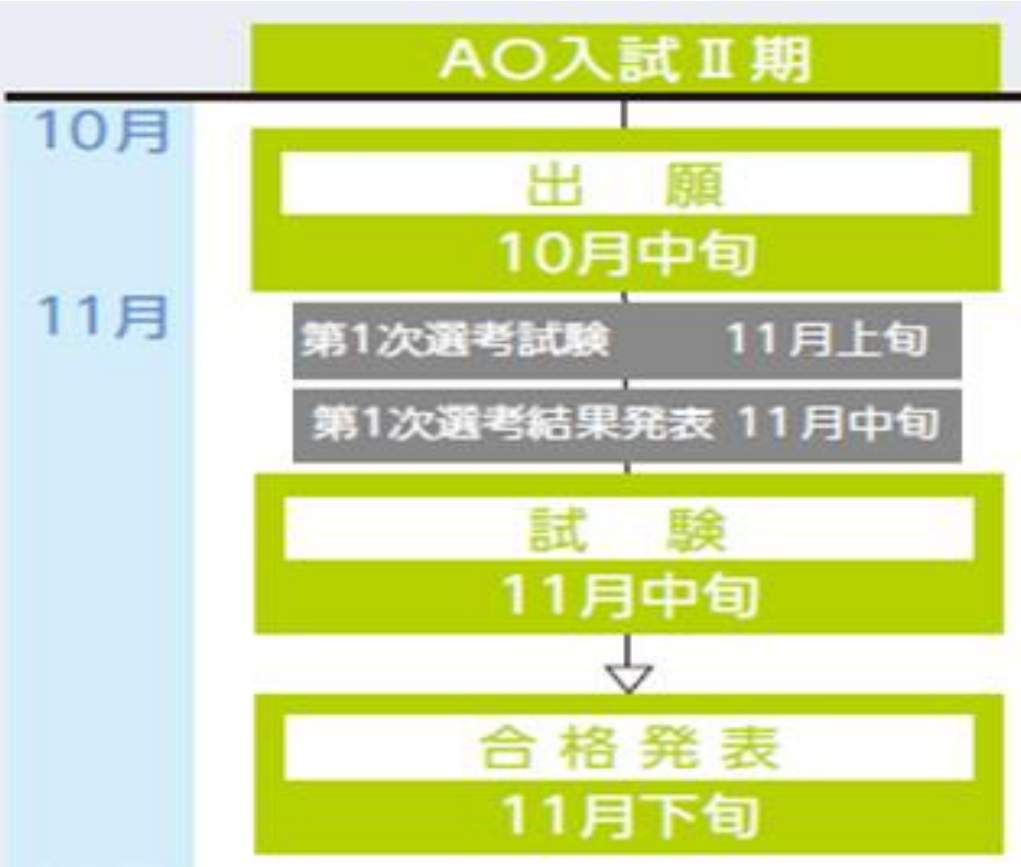 AO入試Ⅱ期
10月
出 願
10月中旬
11月
第1次選考試験 11月上旬
第1次選考結果発表 11月中旬
試 験
11月中旬
合格発表
11月下旬